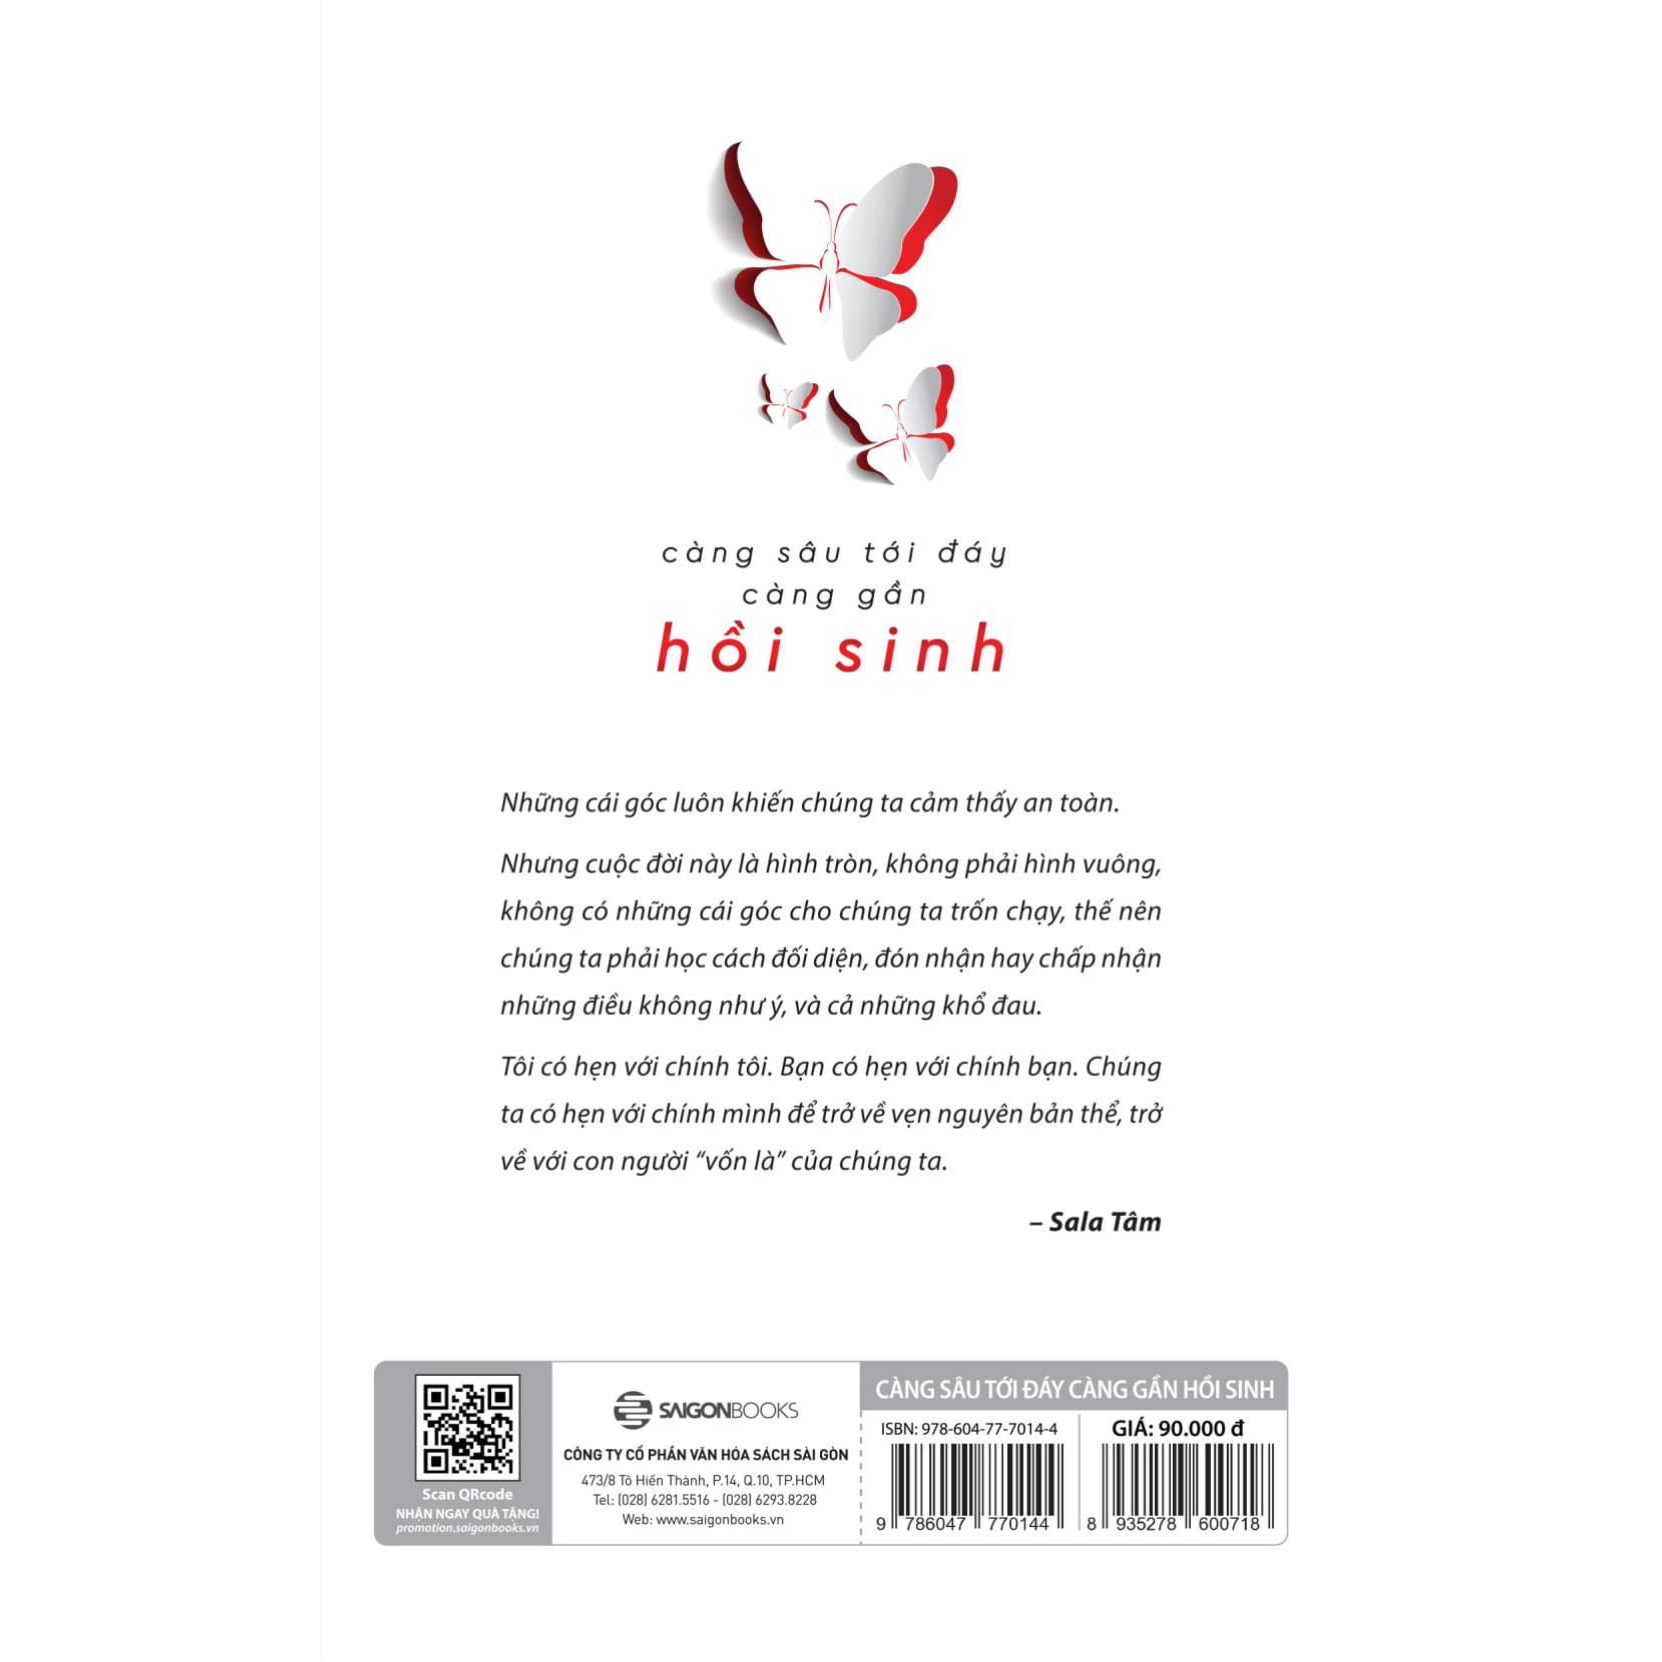 càng sâu tới đáy
càng gần
hồi sinh
Những cái góc luôn khiến chúng ta cảm thấy an toàn.
Nhưng cuộc đời này là hình tròn, không phải hình vuông,
không có những cái góc cho chúng ta trốn chạy, thế nên
chúng ta phải học cách đối diện, đón nhận hay chấp nhận
những điều không như ý, và cả những khổ đau.
Tôi có hẹn với chính tôi. Bạn có hẹn với chính bạn. Chúng
ta có hẹn với chính mình để trở về vẹn nguyên bản thể, trở
về với con người “vốn là” của chúng ta.
– Sala Tâm
Scan QRcode
NHẬN NGAY QUÀ TẶNG!
promotion.saigonbooks.vn
SAIGONBOOKS
CÔNG TY CỔ PHẦN VĂN HÓA SÁCH SÀI GÒN
473/8 Tô Hiến Thành, P.14, Q.10, TP.HCM
Tel: (028) 6281.5516 - (028) 6293.8228
Web: www.saigonbooks.vn
CÀNG SÂU TỚI ĐÁY CÀNG GẦN HỒI SINH
ISBN: 978-604-77-7014-4
9 786047 770144
GIÁ: 90.000 đ
8 935278 600718